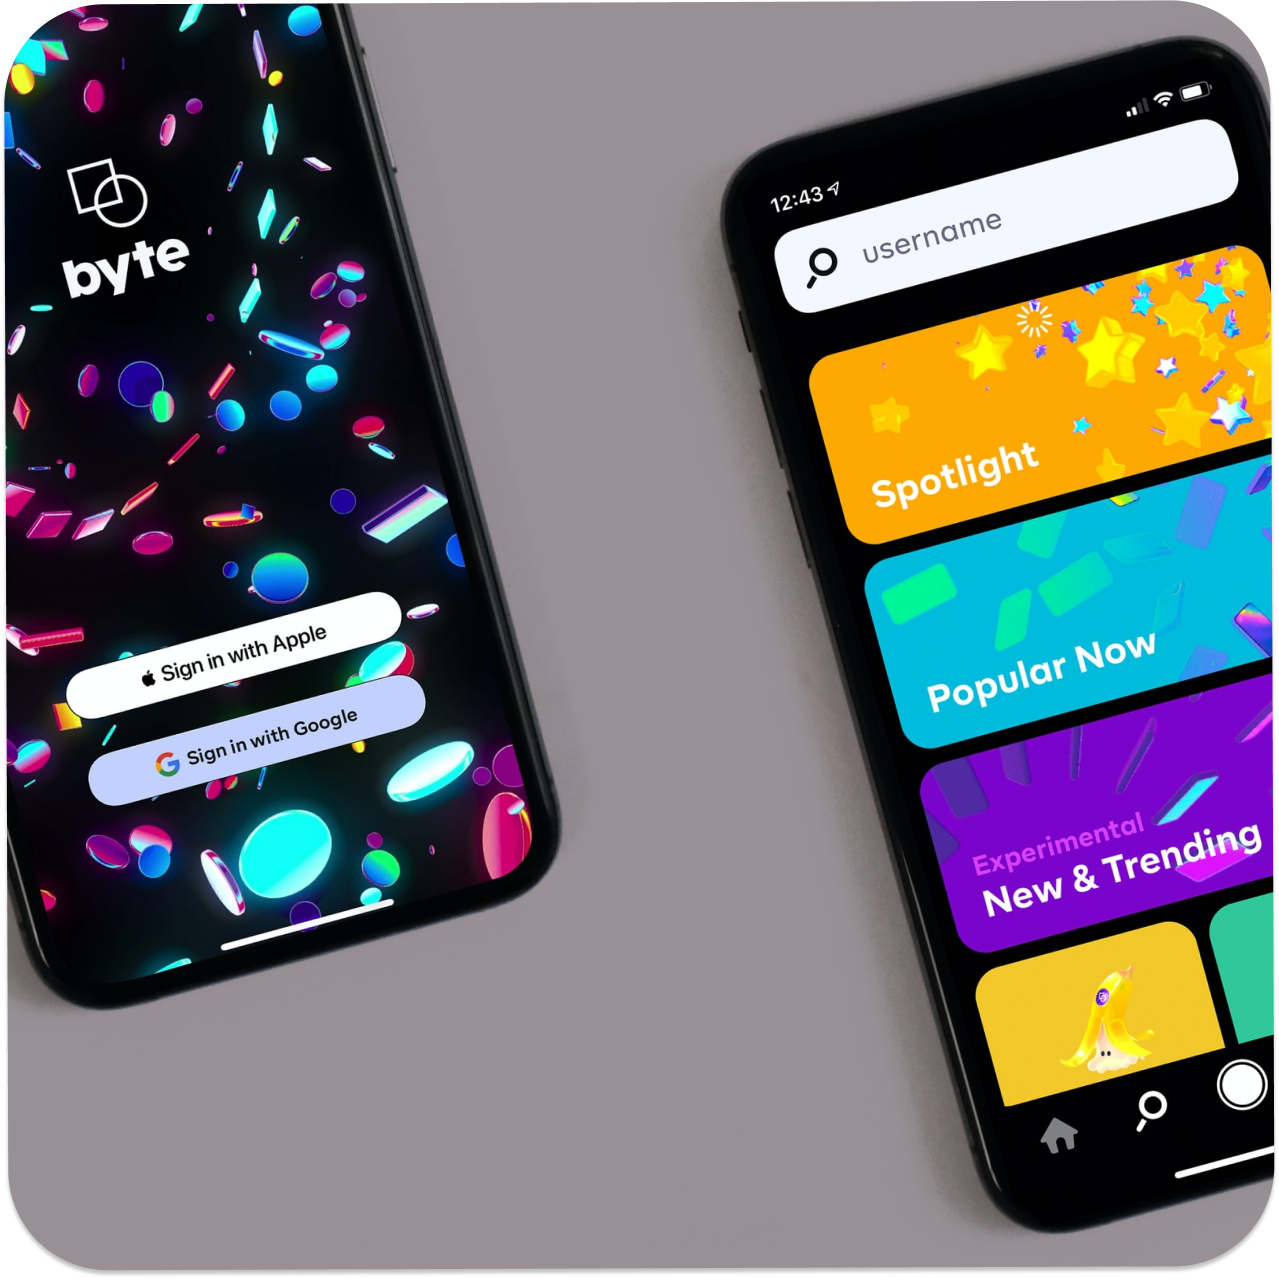 byte
Sign in with Apple
Sign in with Google
12:43
username
Spotlight
Popular Now
Experimental
New & Trending